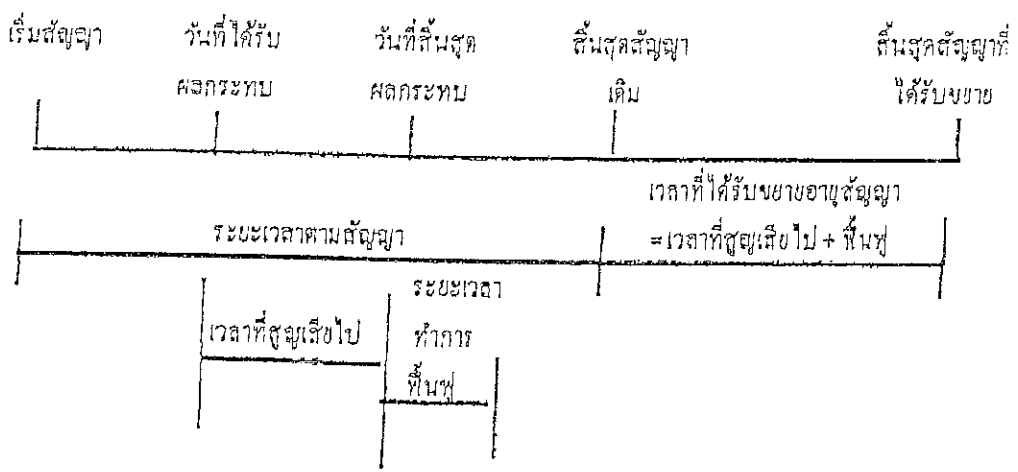 เริ่มสัญญา วันที่ได้รับ วันที่สิ้นสุด สิ้นสุดสัญญา สิ้นสุดสัญญาที่
ผลกระทบ ผลกระทบ เดิม ได้รับขยาย
เวลาที่ได้รับขยายอายุสัญญา
ระยะเวลาตามสัญญา =เวลาที่สูญเสียไป + ฟื้นฟู
ระยะเวลา
เวลาที่สูญเสียไป ทำการ
ฟื้นฟู